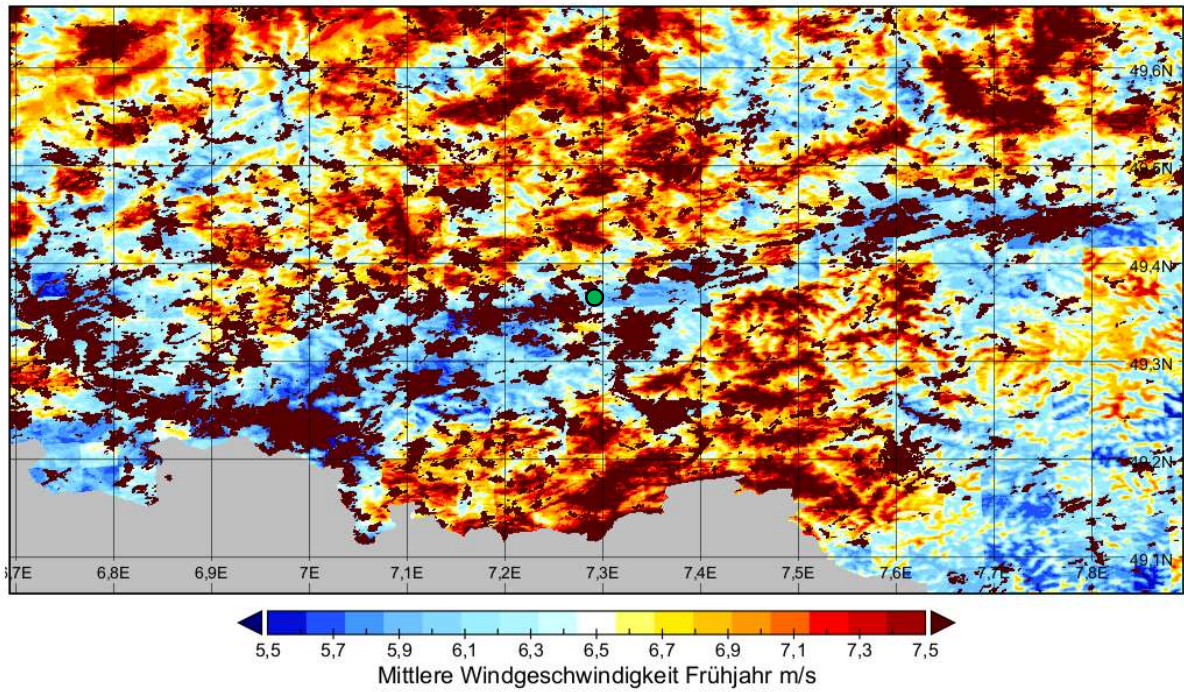 49,6N
49,5N
49,4N
49,3N
49,2N
49,1N
6,7E 6,8E 6,9E 7E 7,1E 7,2E 7,3E 7,4E 7,5E 7,6E 7,7E 7,8E
5,5 5,7 5,9 6,1 6,3 6,5 6,7 6,9 7,1 7,3 7,5
Mittlere Windgeschwindigkeit Frühjahr m/s